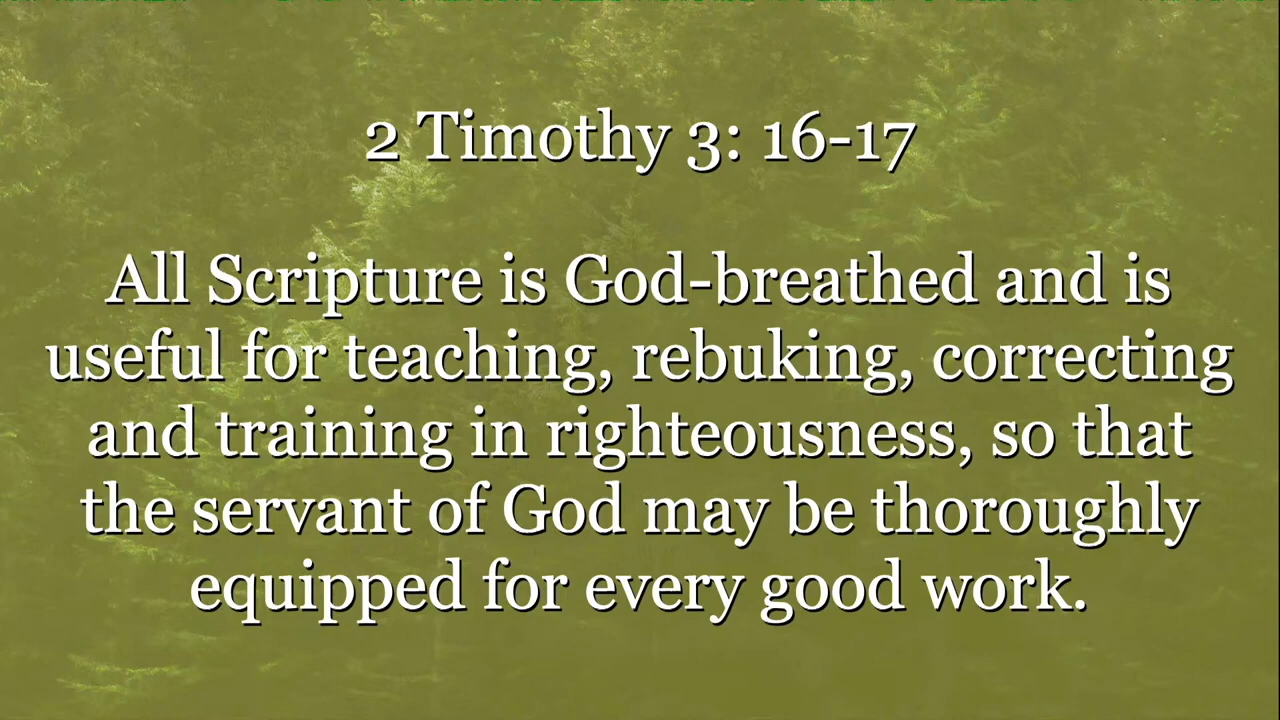 2 Timothy 3: 16-17
All Scripture is God-breathed and is
useful for teaching, rebuking, correcting
and training in righteousness, so that
the servant of God may be thoroughly
equipped for every good work.